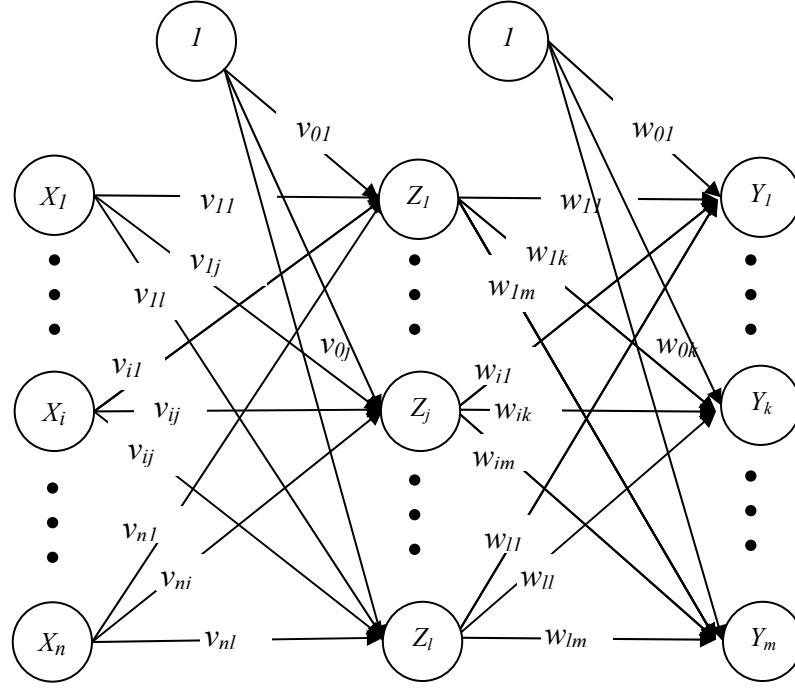 1 1
v01 w01
X1 v11 Z1 w11 Y1
v1j w1k
v1l w1m
v0j w0k
vi1 wi1
Xi vij Zj wik Yk
vij wim
vn1 wl1
vni wll
Xn vnl Zl wlm Ym